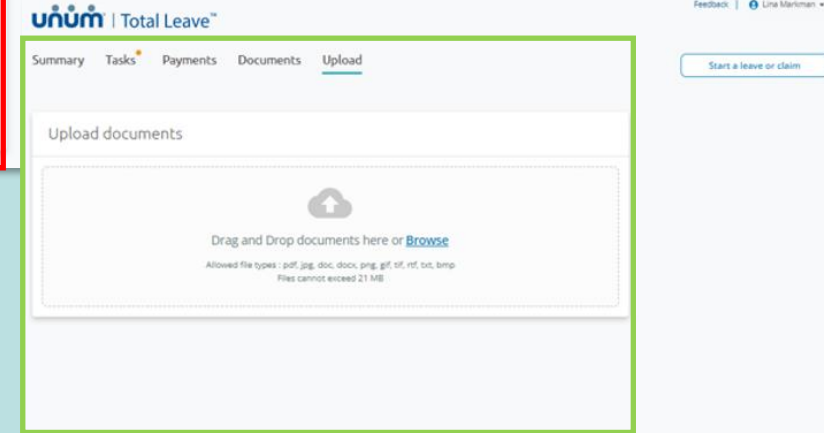 Feedback | Lina Markman
unum | Total Leave™
Summary Tasks Payments Documents Upload
Start a leave or claim
Upload documents
Drag and Drop documents here or Browse
Allowed file types : pdf, jpg, doc, docx, png, gif, tif, rtf, txt, bmp
Files cannot exceed 21 MB